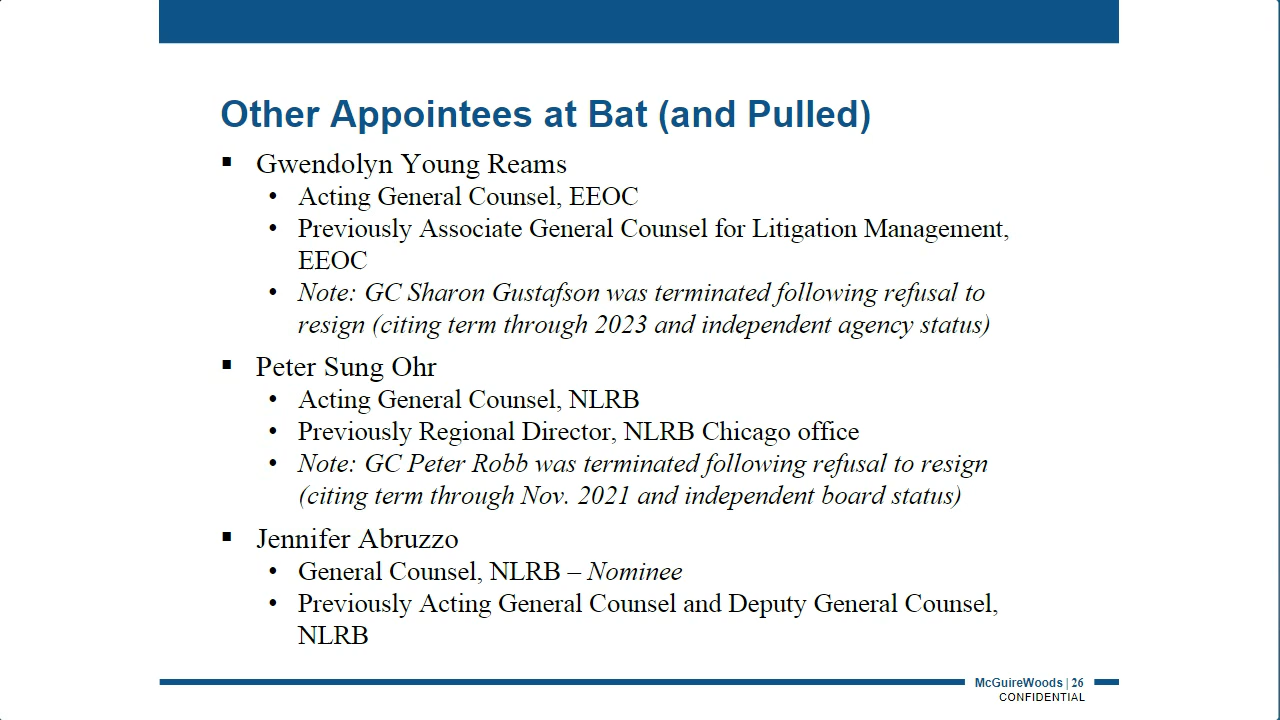 Other Appointees at Bat (and Pulled)
▪ Gwendolyn Young Reams
• Acting General Counsel, EEOC
• Previously Associate General Counsel for Litigation Management,
EEOC
• Note: GC Sharon Gustafson was terminated following refusal to
resign (citing term through 2023 and independent agency status)
▪ Peter Sung Ohr
• Acting General Counsel, NLRB
• Previously Regional Director, NLRB Chicago office
• Note: GC Peter Robb was terminated following refusal to resign
(citing term through Nov. 2021 and independent board status)
▪ Jennifer Abruzzo
• General Counsel, NLRB – Nominee
• Previously Acting General Counsel and Deputy General Counsel,
NLRB
McGuireWoods | 26
CONFIDENTIAL